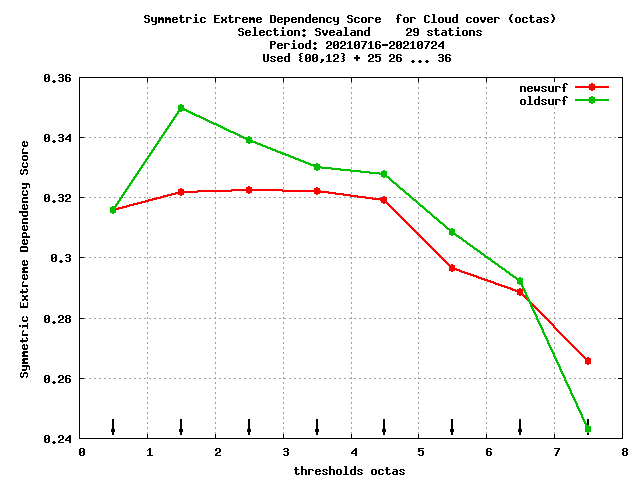 Symmetric Extreme Dependency Score  for Cloud cover (octas)
Selection: Svealand     29 stations
Period: 20210716-20210724
Used {00,12} + 25 26 ... 36
newsurf
oldsurf
Symmetric Extreme Dependency Score
0.36
0.34
0.32
0.3
0.28
0.26
0.24
0 1 2 3 4 5 6 7 8
thresholds octas